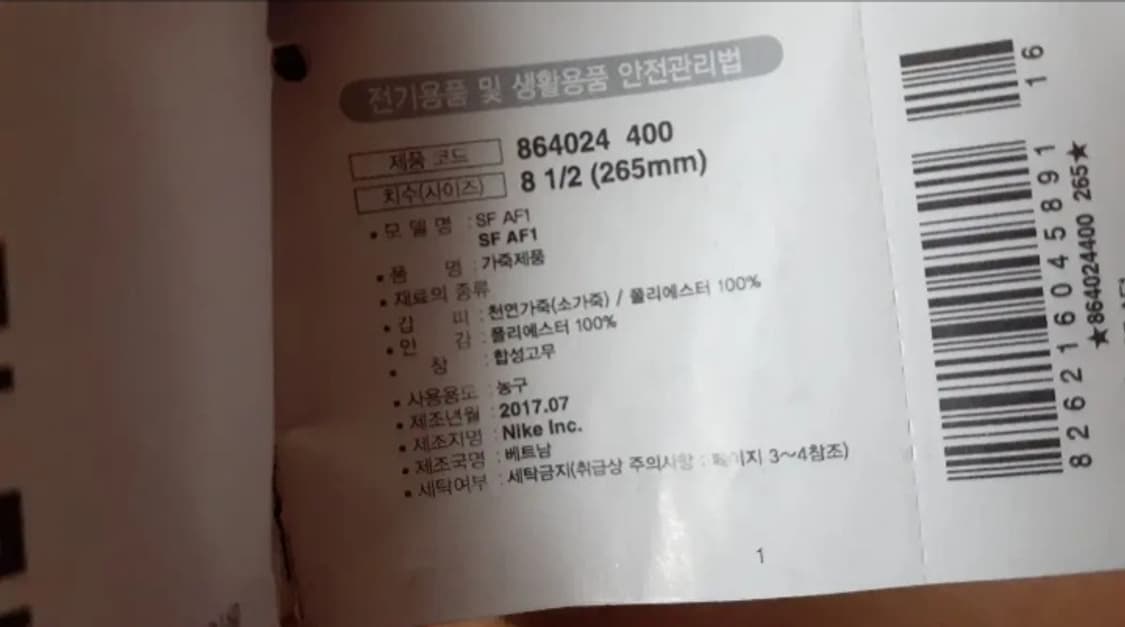 전기용품 및 생활용품 안전관리법
제품 코드 864024 400
치수(사이즈) 8 1/2 (265mm)
• 모 델 명 : SF AF1
SF AF1
• 품 명 : 가죽제품
• 재료의 종류
• 갑 피 : 천연가죽(소가죽) / 폴리에스터 100%
• 안 감 : 폴리에스터 100%
• 창 : 합성고무
• 사용용도 : 농구
• 제조년월 : 2017.07
• 제조자명 : Nike Inc.
• 제조국명 : 베트남
• 세탁여부 : 세탁금지(취급상 주의사항 : 페이지 3~4참조)
1
8 2 6 2 1 6 0 4 5 8 9 1
1 6
★864024400 265★